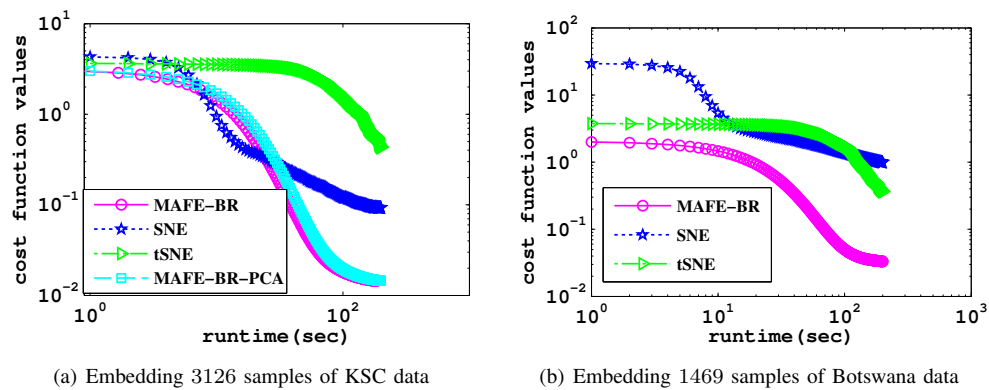 cost function values
10^1
10^0
10^-1
10^-2
MAFE-BR
SNE
tSNE
MAFE-BR-PCA
10^0
10^2
runtime(sec)
(a) Embedding 3126 samples of KSC data
cost function values
10^2
10^1
10^0
10^-1
10^-2
MAFE-BR
SNE
tSNE
10^0
10^1
10^2
10^3
runtime(sec)
(b) Embedding 1469 samples of Botswana data